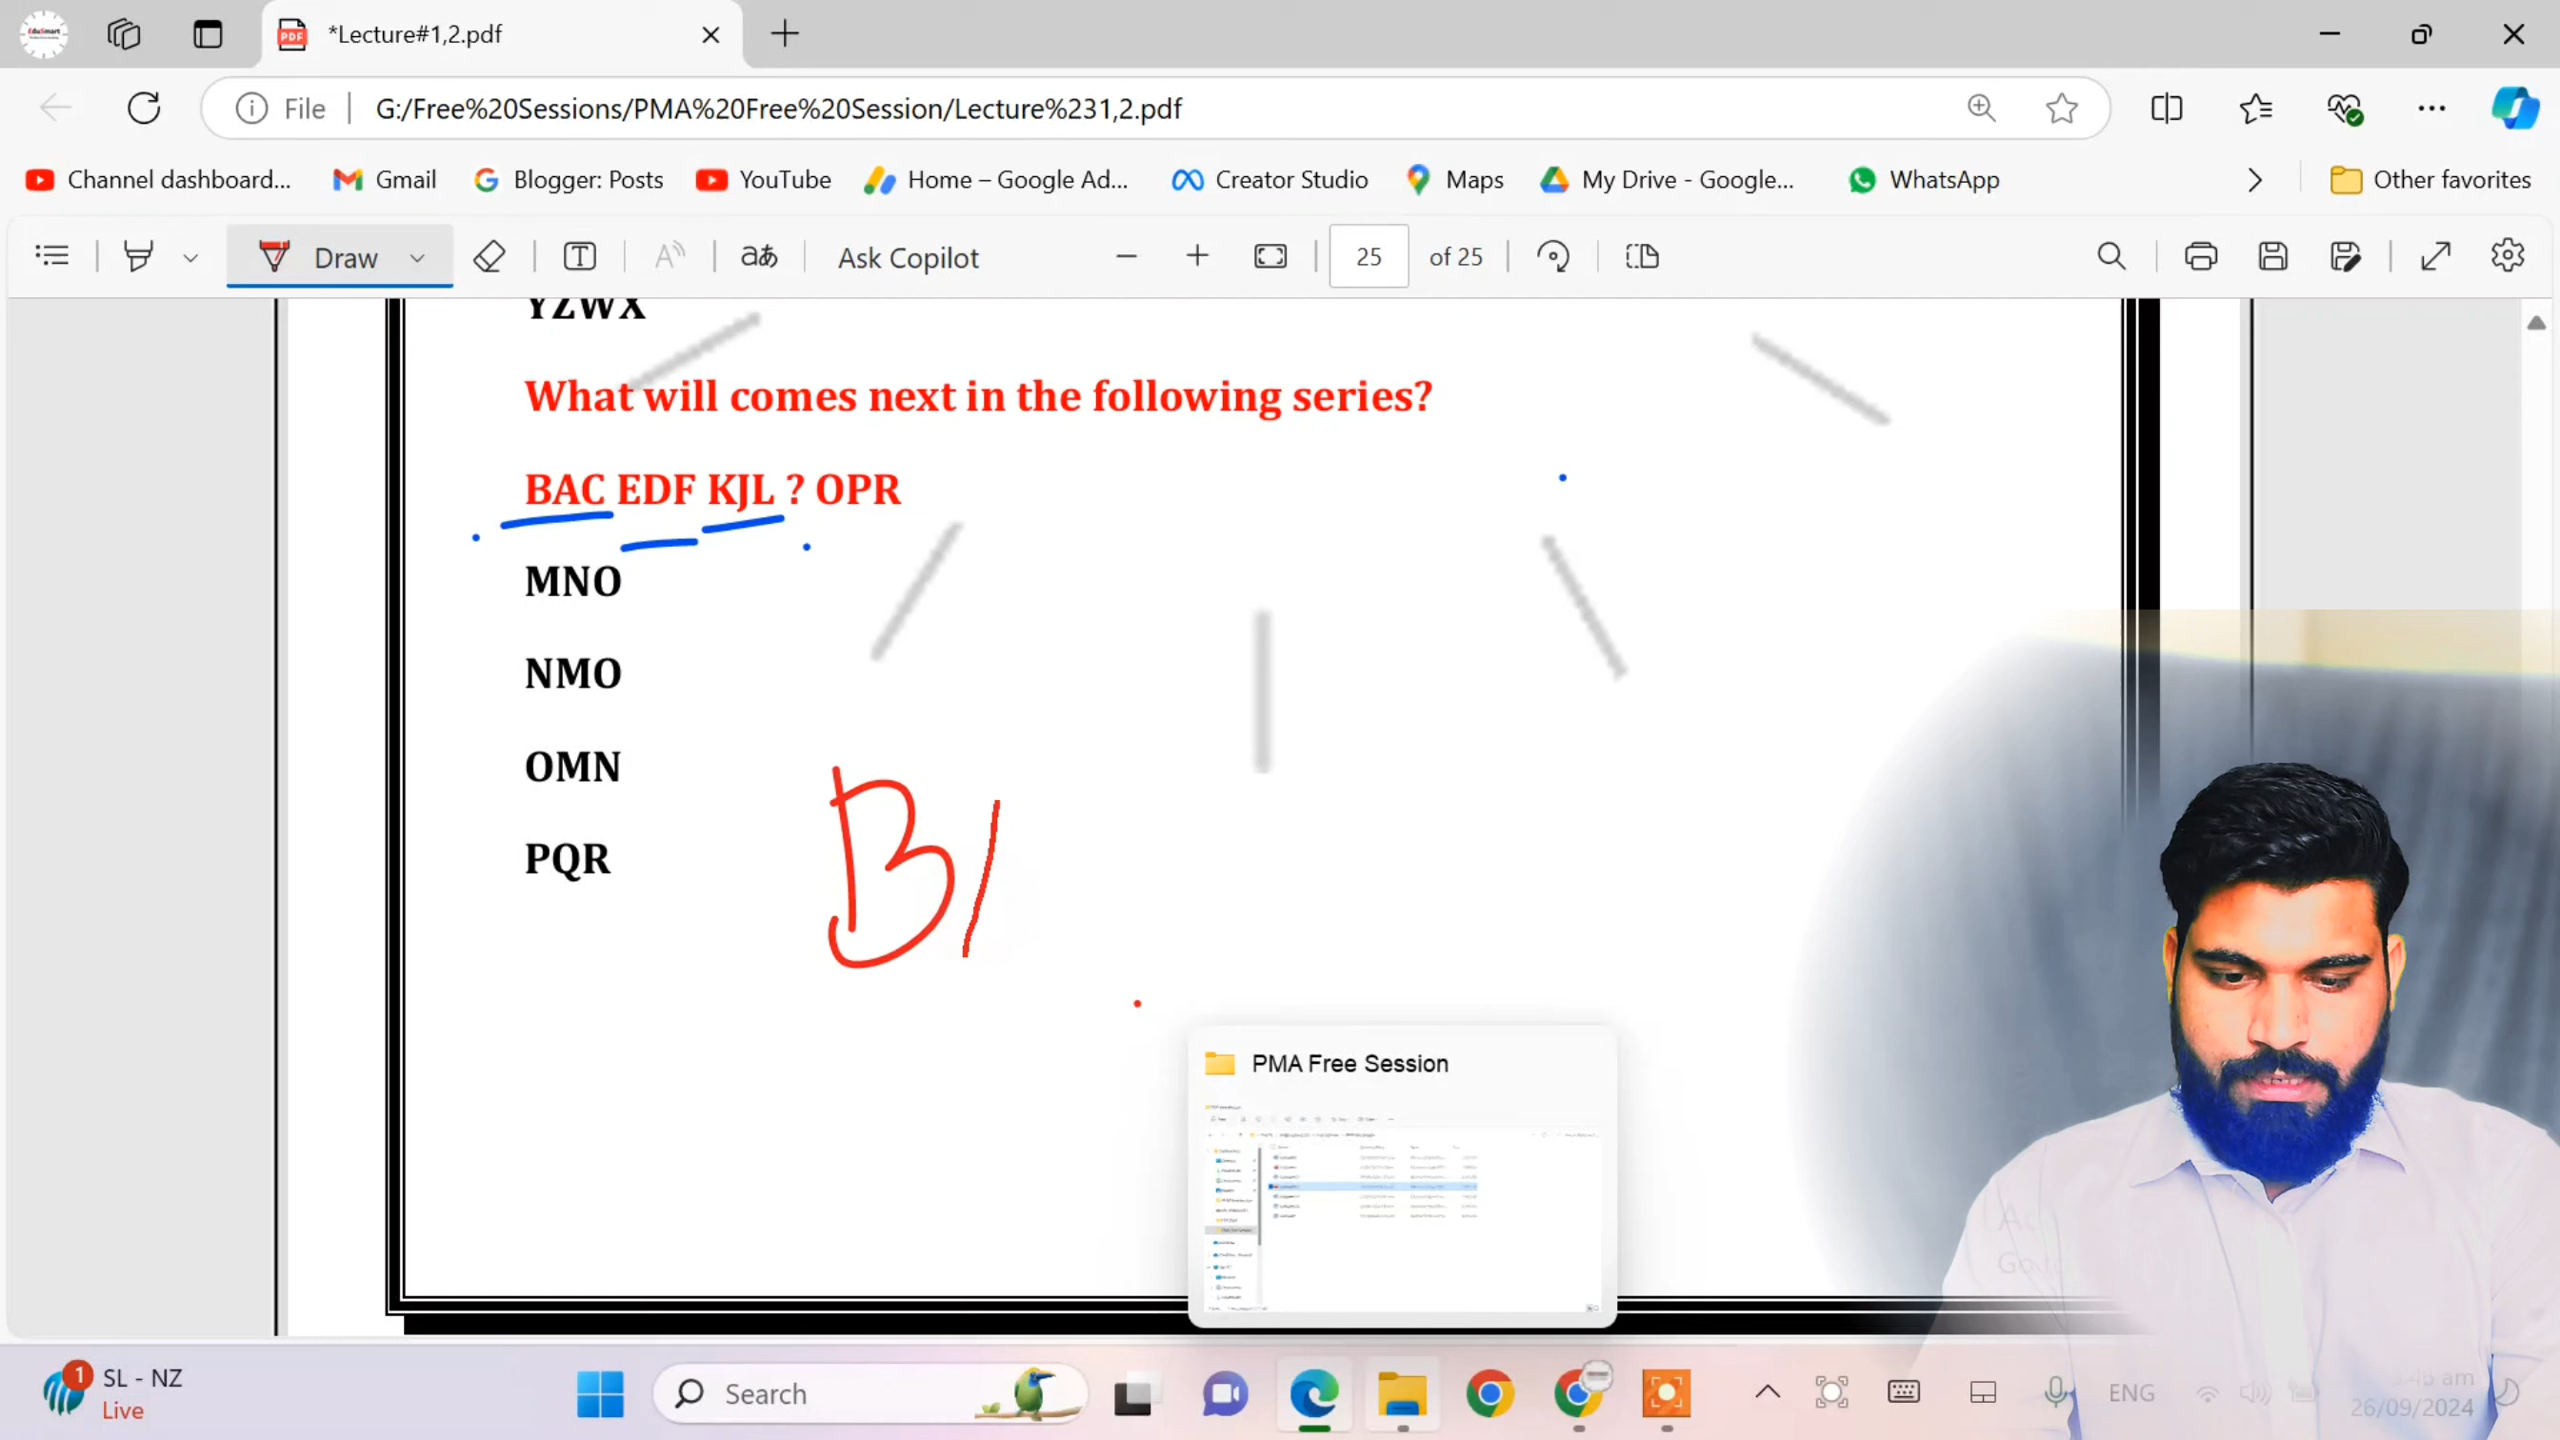 EduSmart
*Lecture#1,2.pdf
File
G:/Free%20Sessions/PMA%20Free%20Session/Lecture%231,2.pdf
Channel dashboard...
Gmail
Blogger: Posts
YouTube
Home – Google Ad...
Creator Studio
Maps
My Drive - Google...
WhatsApp
Other favorites
Draw
Ask Copilot
25
of 25
YZWX
What will comes next in the following series?
BAC EDF KJL ? OPR
MNO
NMO
OMN
PQR
B
PMA Free Session
1
SL - NZ
Live
Search
ENG
26/09/2024